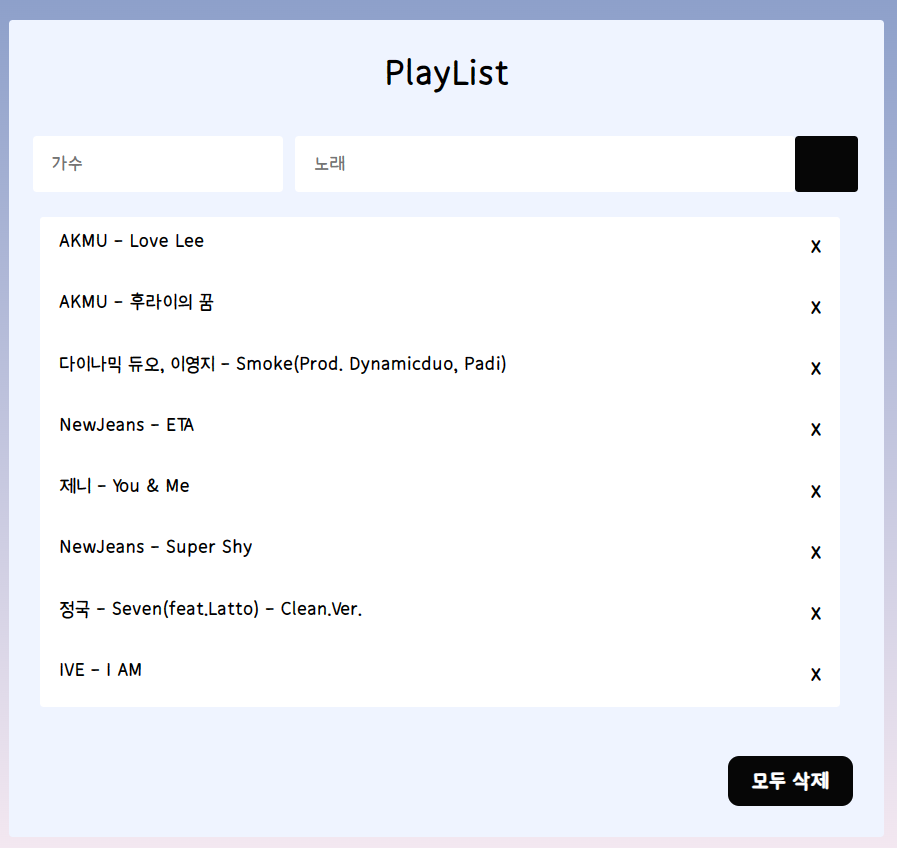 PlayList
가수
노래
AKMU - Love Lee
X
AKMU - 후라이의 꿈
X
다이나믹 듀오, 이영지 - Smoke(Prod. Dynamicduo, Padi)
X
NewJeans - ETA
X
제니 - You & Me
X
NewJeans - Super Shy
X
정국 - Seven(feat.Latto) - Clean.Ver.
X
IVE - I AM
X
모두 삭제